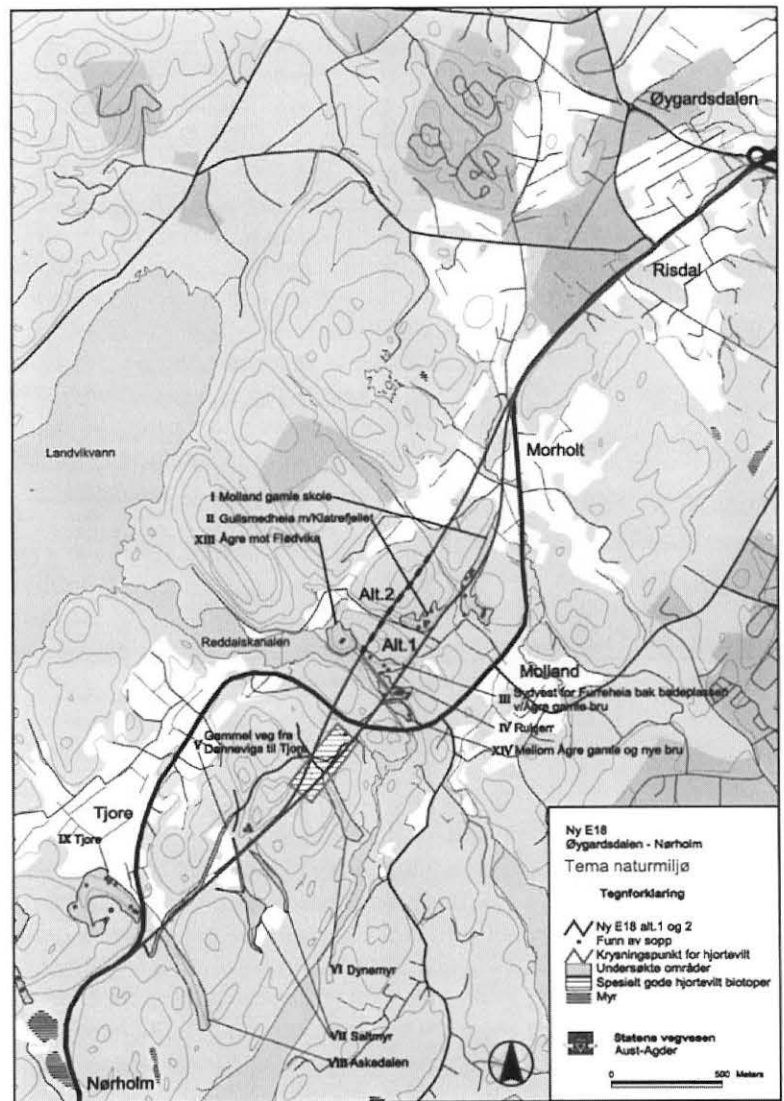 Øygardsdalen
Risdal
Landvikvann
Morholt
I Molland gamle skole
II Gullsmedheia m/Klatrefjellet
XIII Ågre mot Flødvika
Alt.2
Reddalskanalen
Alt.1
Molland
III Sydvest for Furreheia bak badeplassen
v/Ågre gamle bru
IV
XIV Mellom Ågre gamle og nye bru
V Gammel veg fra
Danneviga til Tjore
Tjore
IX Tjore
VI Dynemyr
VII Saltmyr
VIII Askedalen
Nørholm
Ny E18
Øygardsdalen - Nørholm
Tema naturmiljø
Tegnforklaring
Ny E18 alt.1 og 2
Funn av sopp
Krysningspunkt for hjortevilt
Undersøkte områder
Spesielt gode hjortevilt biotoper
Myr
Statens vegvesen
Aust-Agder
0 500 Meters